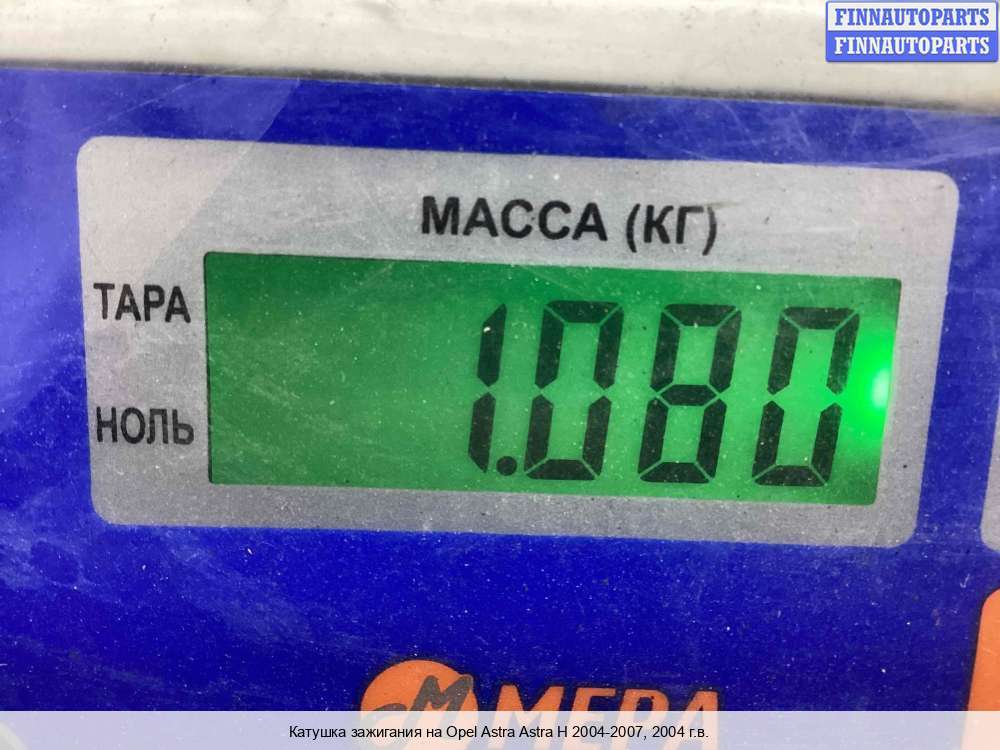 FINNAUTOPARTS
FINNAUTOPARTS
МАССА (КГ)
ТАРА
1.080
НОЛЬ
М МЕРА
Катушка зажигания на Opel Astra Astra H 2004-2007, 2004 г.в.